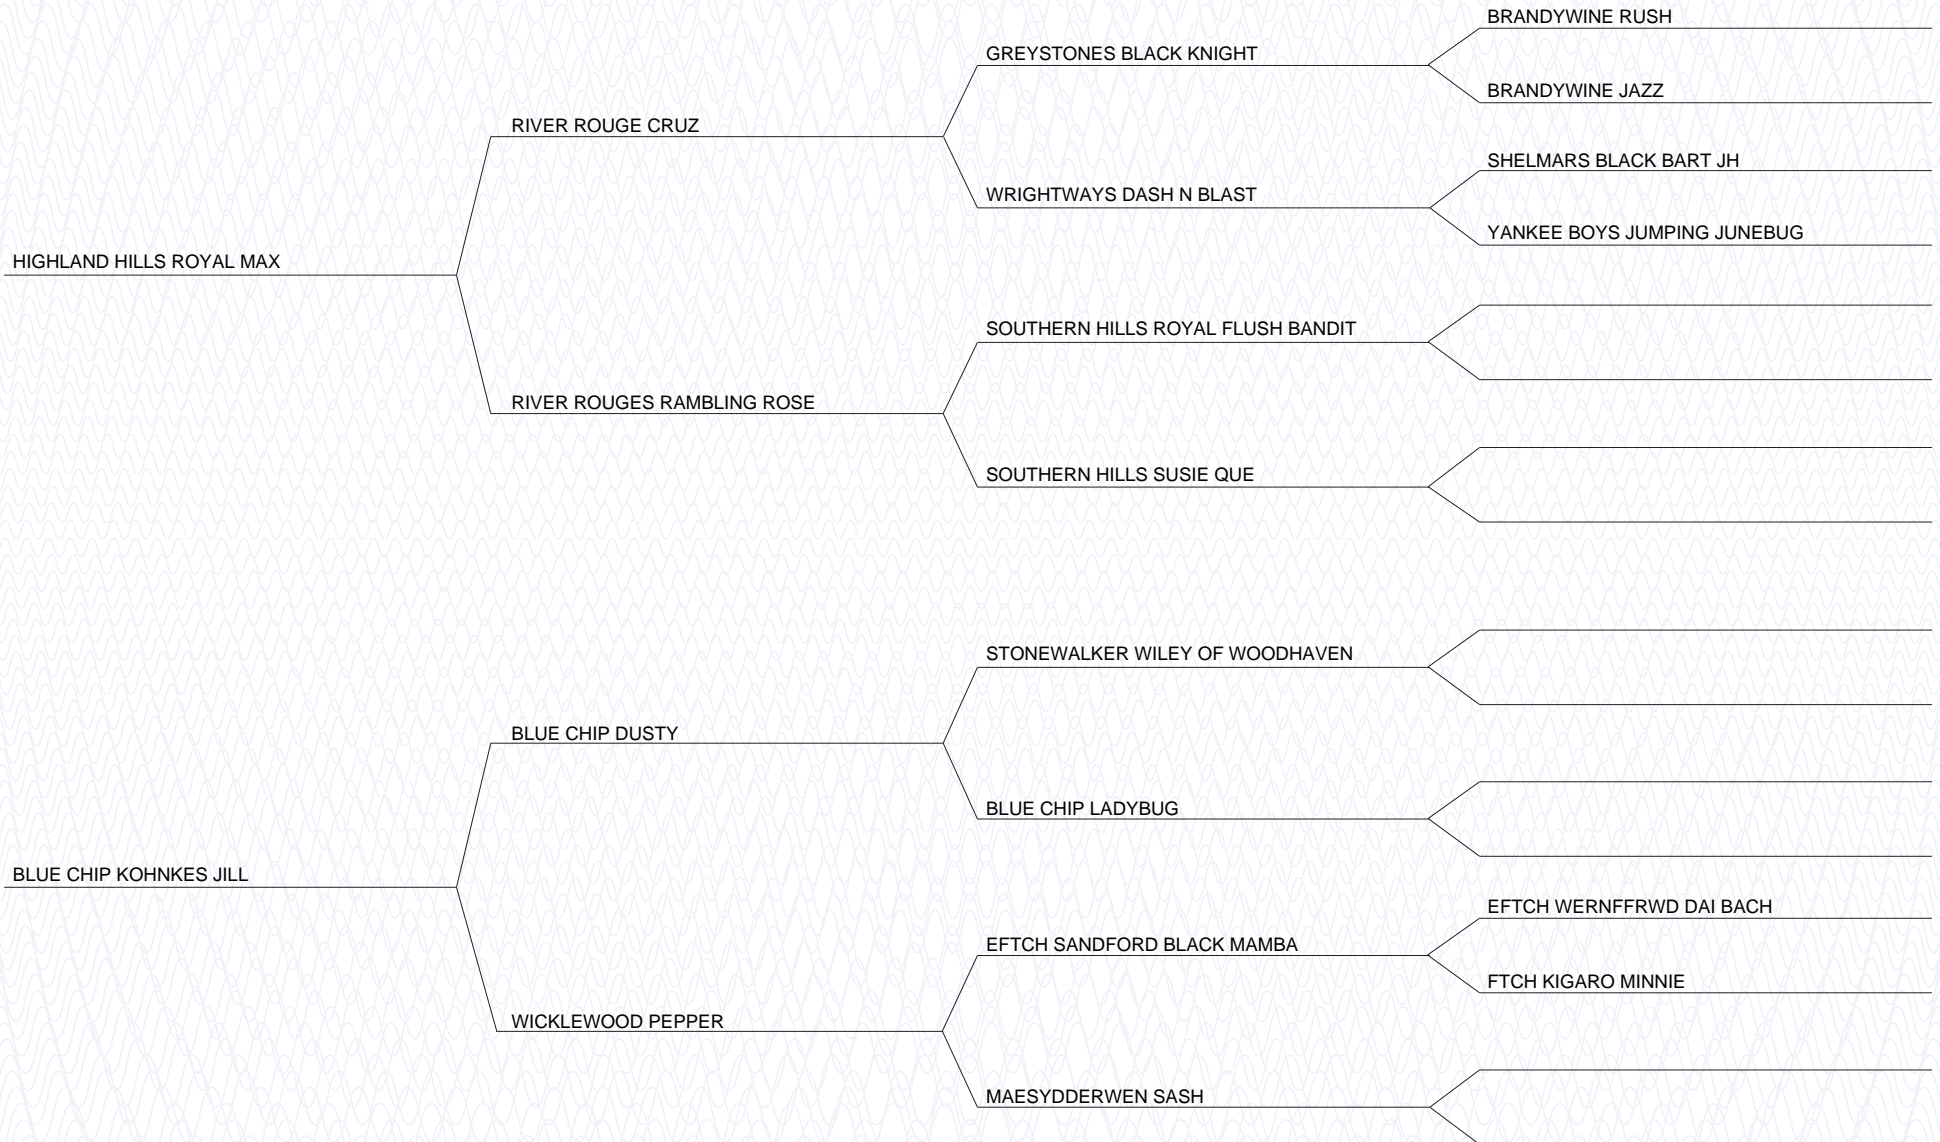 BRANDYWINE RUSH
GREYSTONES BLACK KNIGHT
BRANDYWINE JAZZ
RIVER ROUGE CRUZ
SHELMARS BLACK BART JH
WRIGHTWAYS DASH N BLAST
YANKEE BOYS JUMPING JUNEBUG
HIGHLAND HILLS ROYAL MAX
SOUTHERN HILLS ROYAL FLUSH BANDIT
RIVER ROUGES RAMBLING ROSE
SOUTHERN HILLS SUSIE QUE
STONEWALKER WILEY OF WOODHAVEN
BLUE CHIP DUSTY
BLUE CHIP LADYBUG
BLUE CHIP KOHNKES JILL
EFTCH WERNFFRWD DAI BACH
EFTCH SANDFORD BLACK MAMBA
FTCH KIGARO MINNIE
WICKLEWOOD PEPPER
MAESYDDERWEN SASH